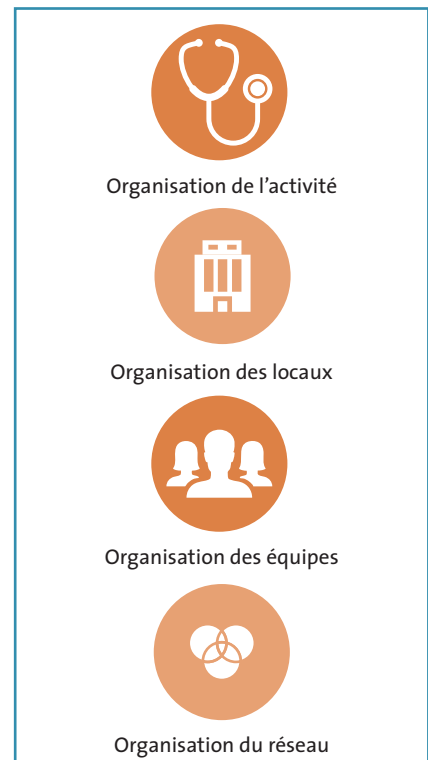 Organisation de l’activité
Organisation des locaux
Organisation des équipes
Organisation du réseau